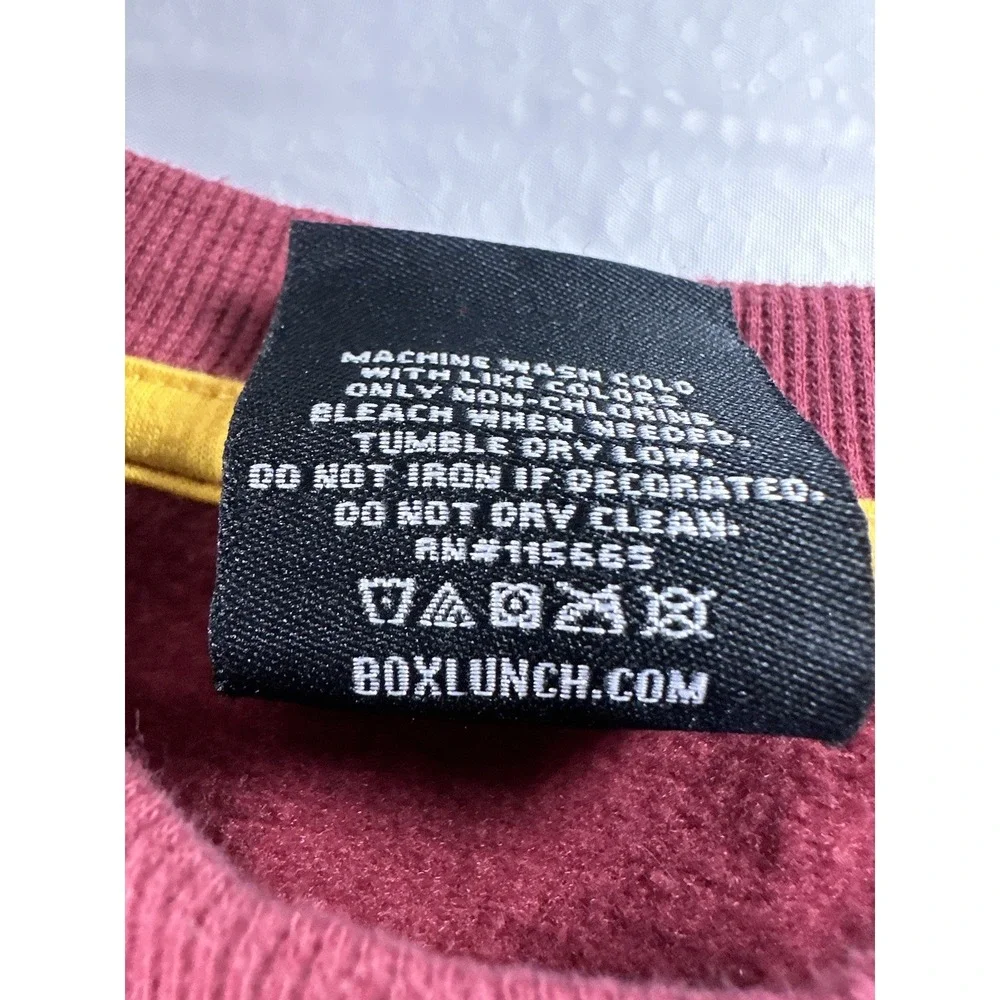 MACHINE WASH COLD
WITH LIKE COLORS
ONLY NON-CHLORINE
BLEACH WHEN NEEDED.
TUMBLE DRY LOW.
DO NOT IRON IF DECORATED.
DO NOT DRY CLEAN.
RN#115663
BOXLUNCH.COM